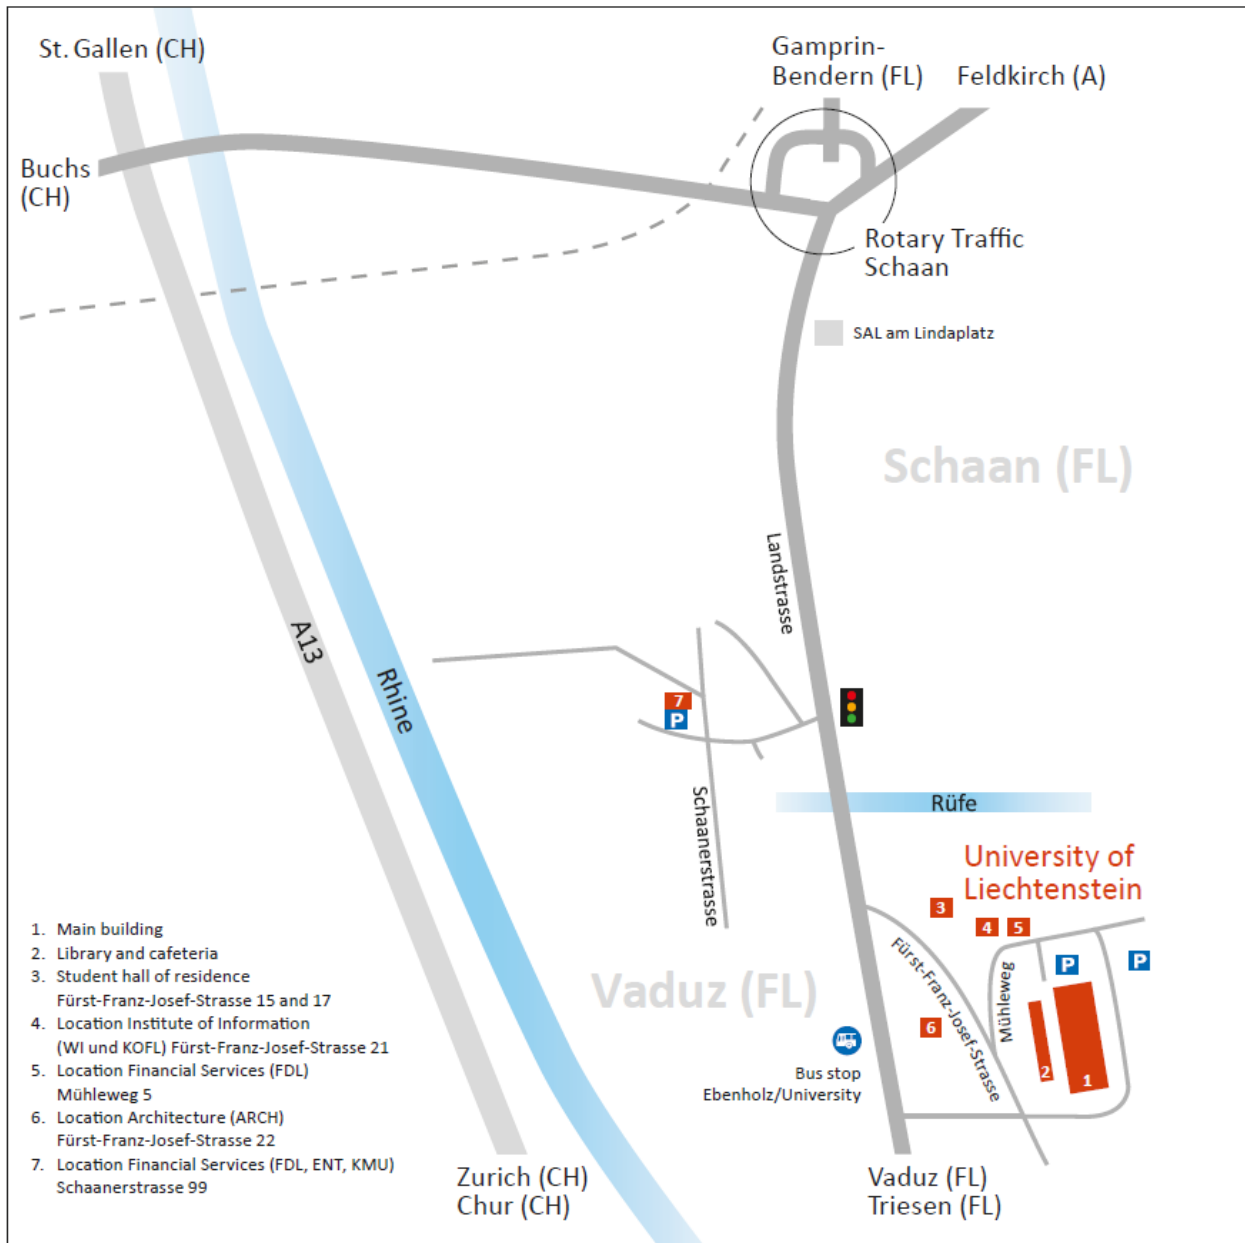 St. Gallen (CH)
Gamprin-
Bendern (FL)
Feldkirch (A)
Buchs
(CH)
Rotary Traffic
Schaan
SAL am Lindaplatz
Schaan (FL)
Landstrasse
A13
Rhine
7
P
Schaanerstrasse
Rüfe
University of
Liechtenstein
3
4
5
P
P
Fürst-Franz-Josef-Strasse
Mühleweg
6
2
1
Vaduz (FL)
Bus stop
Ebenholz/University
1. Main building
2. Library and cafeteria
3. Student hall of residence
Fürst-Franz-Josef-Strasse 15 and 17
4. Location Institute of Information
(WI und KOFL) Fürst-Franz-Josef-Strasse 21
5. Location Financial Services (FDL)
Mühleweg 5
6. Location Architecture (ARCH)
Fürst-Franz-Josef-Strasse 22
7. Location Financial Services (FDL, ENT, KMU)
Schaanerstrasse 99
Zurich (CH)
Chur (CH)
Vaduz (FL)
Triesen (FL)